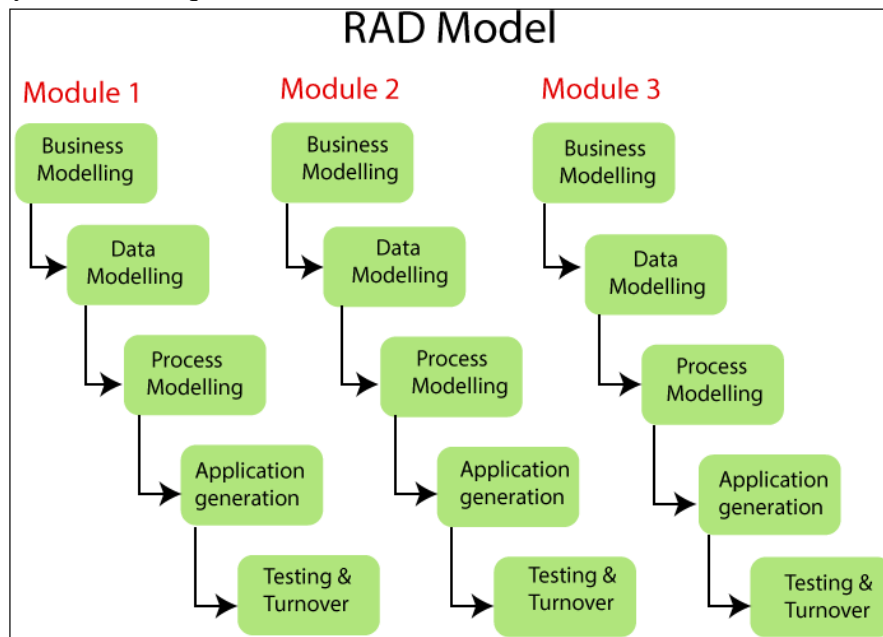 RAD Model
Module 1
Business
Modelling
Data
Modelling
Process
Modelling
Application
generation
Testing &
Turnover
Module 2
Business
Modelling
Data
Modelling
Process
Modelling
Application
generation
Testing &
Turnover
Module 3
Business
Modelling
Data
Modelling
Process
Modelling
Application
generation
Testing &
Turnover